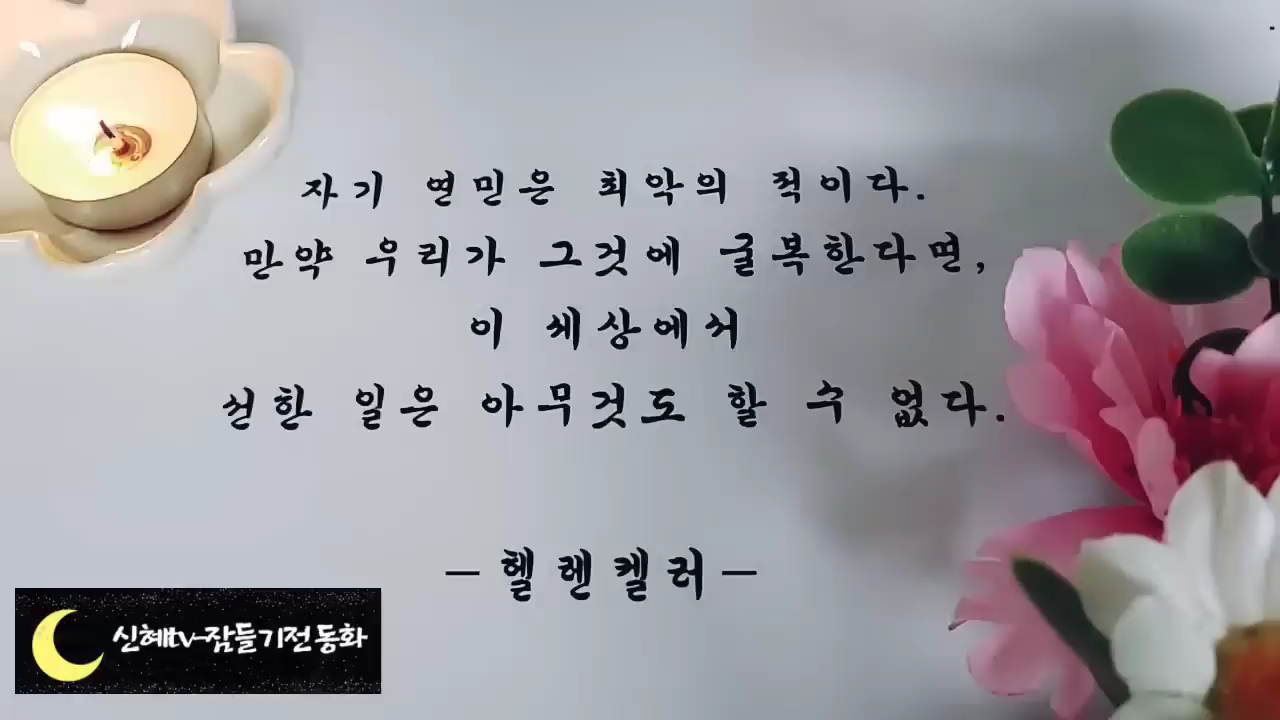 자기 연민은 최악의 적이다.
만약 우리가 그것에 굴복한다면,
이 세상에서
선한 일은 아무것도 할 수 없다.
－헬렌켈러－
신혜tv-잠들기전 동화